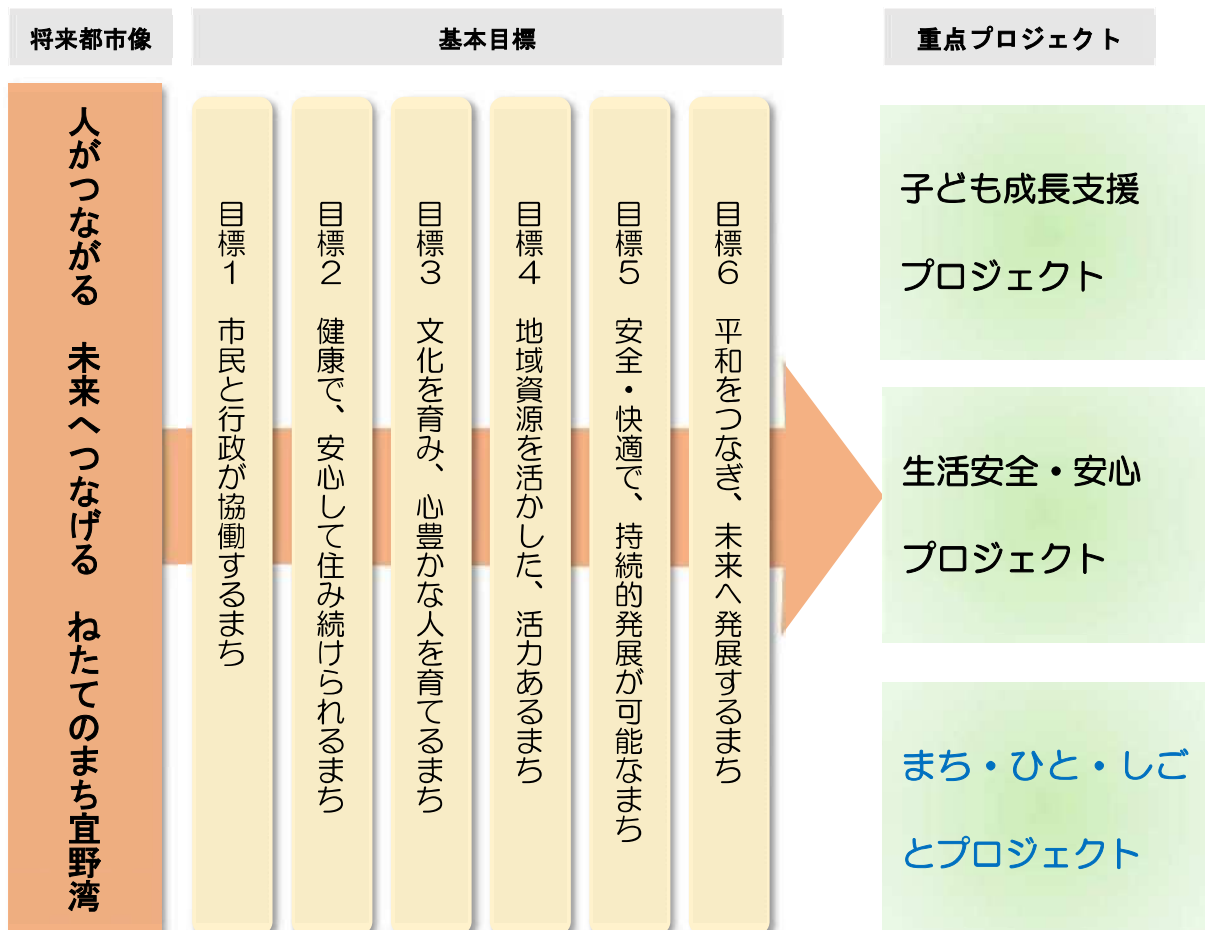 将来都市像
基本目標
重点プロジェクト
人がつながる　未来へつなげる　ねたてのまち宜野湾
目標１　市民と行政が協働するまち
目標２　健康で、安心して住み続けられるまち
目標３　文化を育み、心豊かな人を育てるまち
目標４　地域資源を活かした、活力あるまち
目標５　安全・快適で、持続的発展が可能なまち
目標６　平和をつなぎ、未来へ発展するまち
子ども成長支援
プロジェクト
生活安全・安心
プロジェクト
まち・ひと・しご
とプロジェクト